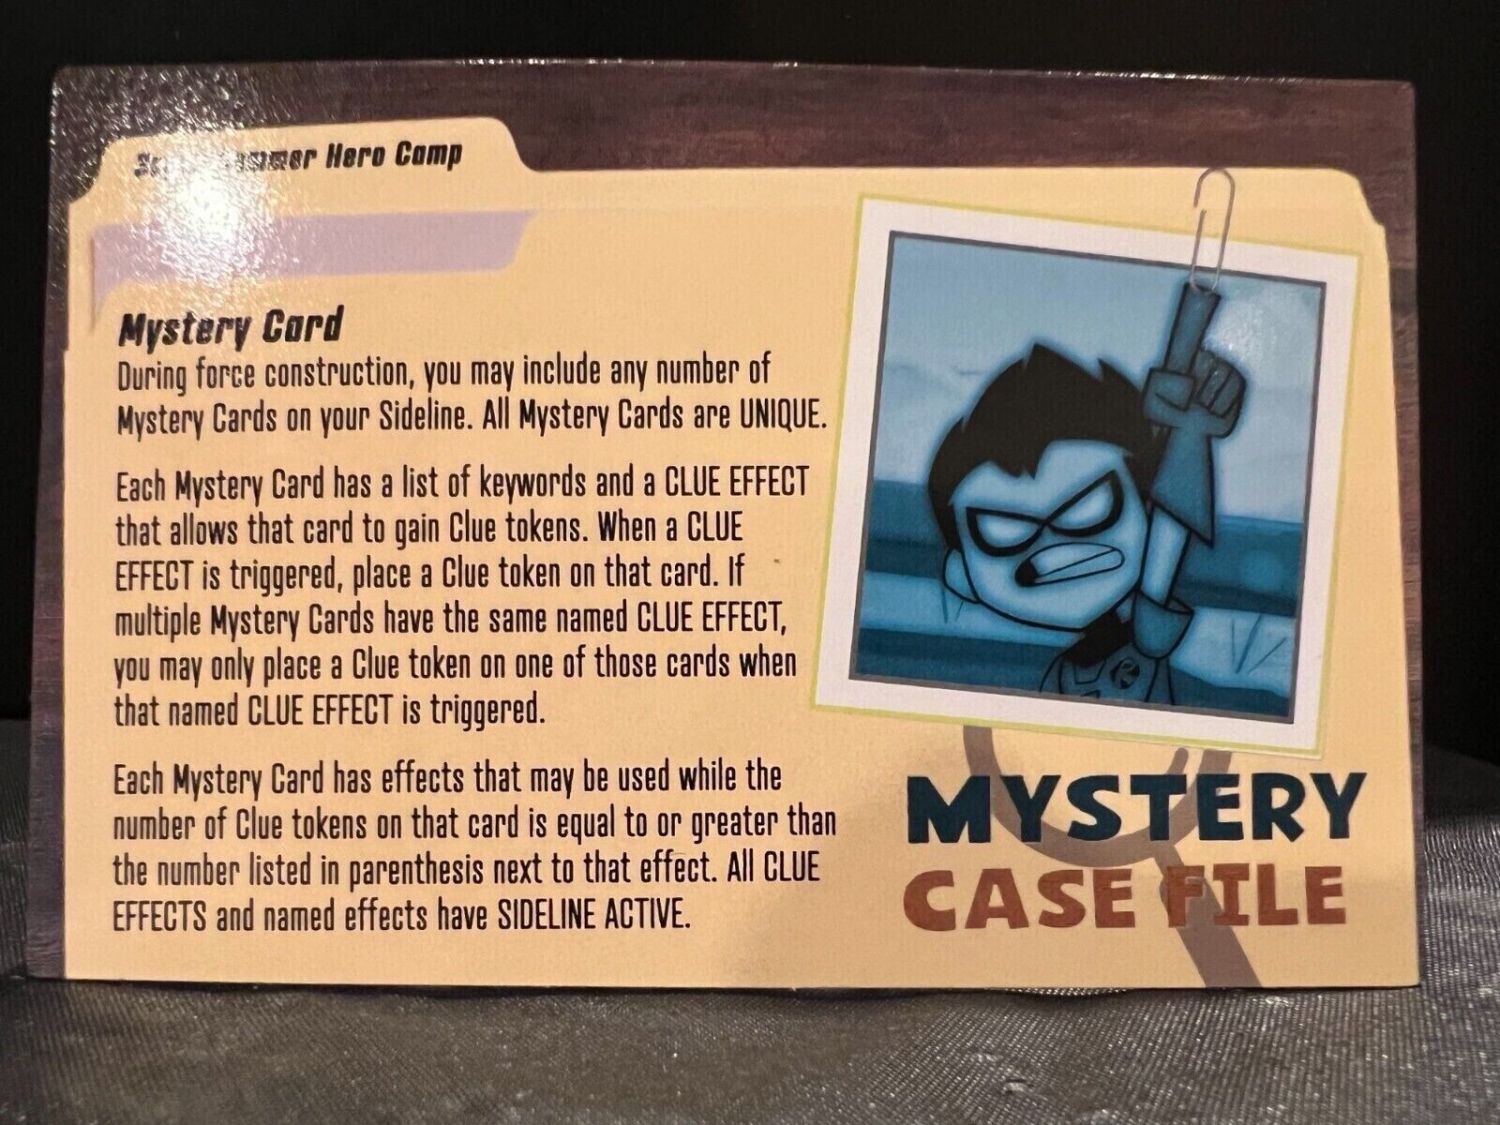 Hero Camp
Mystery Card
During force construction, you may include any number of
Mystery Cards on your Sideline. All Mystery Cards are UNIQUE.
Each Mystery Card has a list of keywords and a CLUE EFFECT
that allows that card to gain Clue tokens. When a CLUE
EFFECT is triggered, place a Clue token on that card. If
multiple Mystery Cards have the same named CLUE EFFECT,
you may only place a Clue token on one of those cards when
that named CLUE EFFECT is triggered.
Each Mystery Card has effects that may be used while the
number of Clue tokens on that card is equal to or greater than
the number listed in parenthesis next to that effect. All CLUE
EFFECTS and named effects have SIDELINE ACTIVE.
R
MYSTERY
CASE FILE